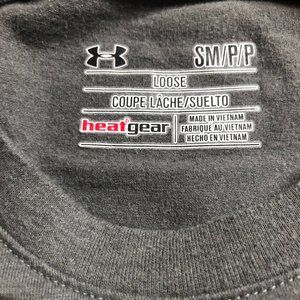 SM/P/P
LOOSE
COUPE LÂCHE/SUELTO
heatgear
MADE IN VIETNAM
FABRIQUÉ AU VIETNAM
HECHO EN VIETNAM